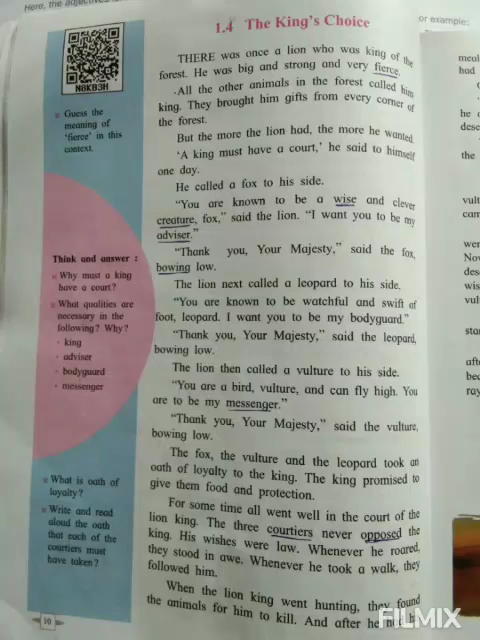 Here, the adjectives
or example:
1.4 The King's Choice
THERE was once a lion who was king of the
forest. He was big and strong and very fierce.
All the other animals in the forest called him
king. They brought him gifts from every corner of
the forest.
But the more the lion had, the more he wanted.
'A king must have a court,' he said to himself
one day.
He called a fox to his side.
"You are known to be a wise and clever
creature, fox," said the lion. "I want you to be my
adviser."
"Thank you, Your Majesty," said the fox,
bowing low.
The lion next called a leopard to his side.
"You are known to be watchful and swift of
foot, leopard. I want you to be my bodyguard."
"Thank you, Your Majesty," said the leopard,
bowing low.
The lion then called a vulture to his side.
"You are a bird, vulture, and can fly high. You
are to be my messenger."
"Thank you, Your Majesty," said the vulture,
bowing low.
The fox, the vulture and the leopard took an
oath of loyalty to the king. The king promised to
give them food and protection.
For some time all went well in the court of the
lion king. The three courtiers never opposed the
king. His wishes were law. Whenever he roared,
they stood in awe. Whenever he took a walk, they
followed him.
When the lion king went hunting, they found
the animals for him to kill. And after he
N8KB3H
Guess the
meaning of
'fierce' in this
context.
Think and answer :
Why must a king
have a court?
What qualities are
necessary in the
following? Why?
· king
· adviser
· bodyguard
· messenger
What is oath of
loyalty?
Write and read
aloud the oath
that each of the
courtiers must
have taken?
10
had
he
the
FILMIX